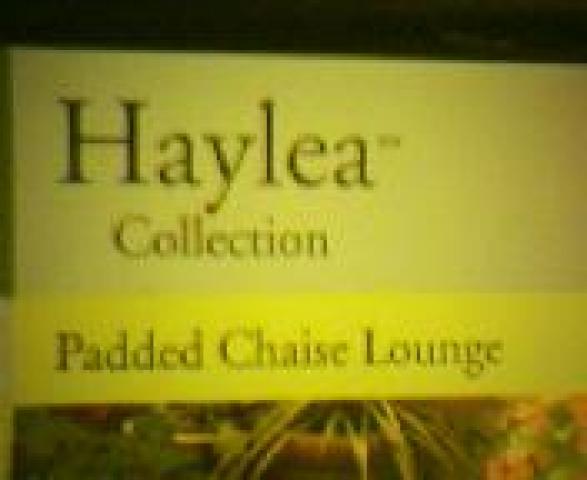 Haylea™
Collection
Padded Chaise Lounge